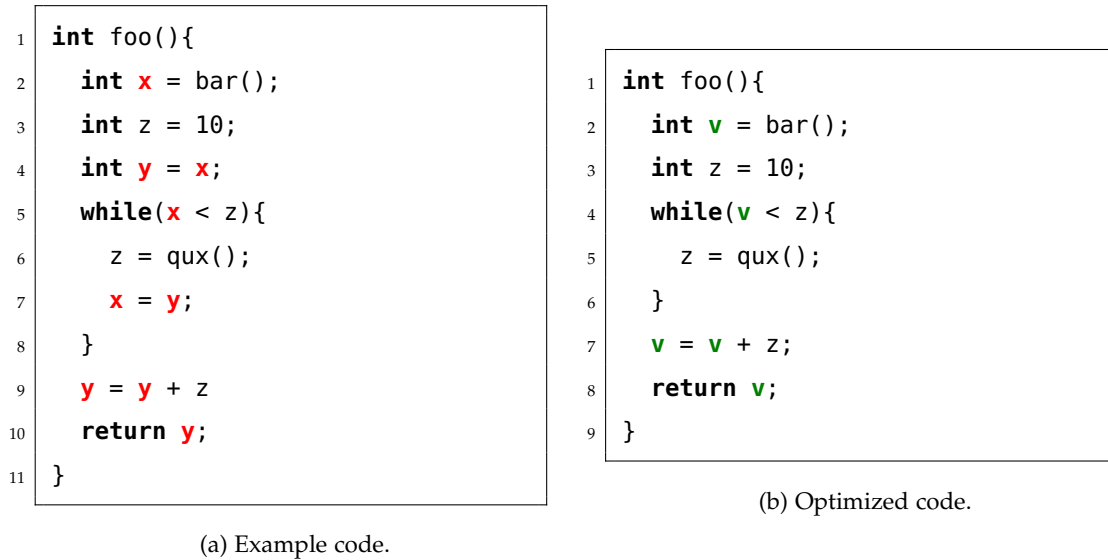 1 int foo(){
2 int x = bar();
3 int z = 10;
4 int y = x;
5 while(x < z){
6 z = qux();
7 x = y;
8 }
9 y = y + z
10 return y;
11 }
(a) Example code.
1 int foo(){
2 int v = bar();
3 int z = 10;
4 while(v < z){
5 z = qux();
6 }
7 v = v + z;
8 return v;
9 }
(b) Optimized code.